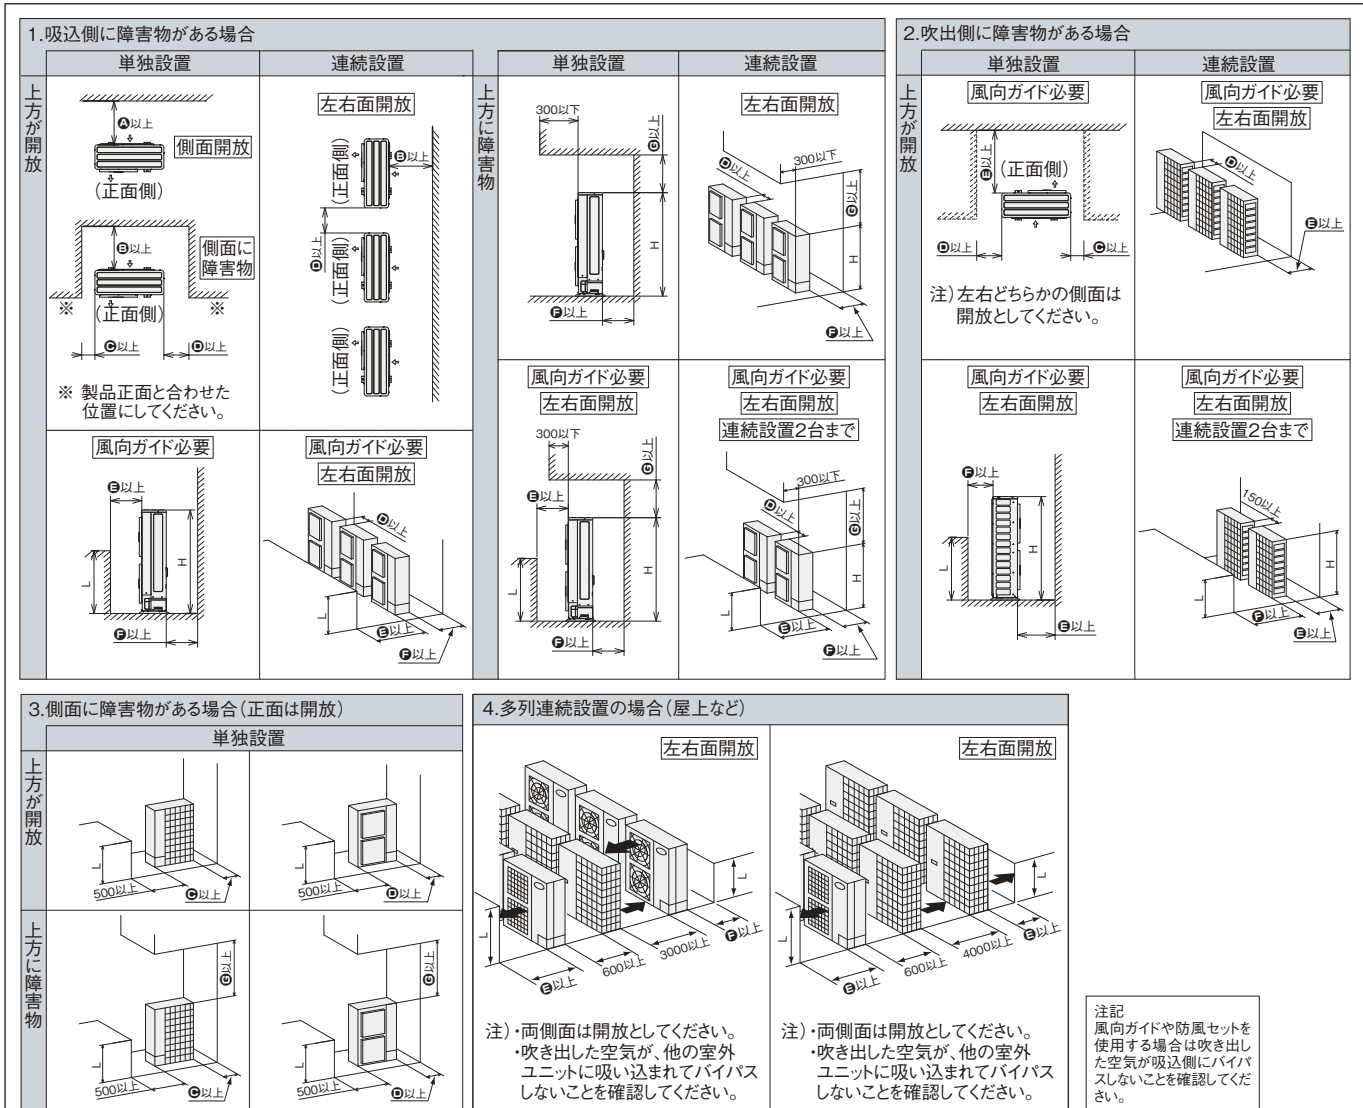 1.吸込側に障害物がある場合
単独設置
連続設置
上方が開放
Ⓐ以上
側面開放
(正面側)
Ⓑ以上
側面に
障害物
(正面側)
※
※
Ⓒ以上
Ⓓ以上
※ 製品正面と合わせた
位置にしてください。
左右面開放
(正面側)
Ⓑ以上
Ⓓ以上
(正面側)
(正面側)
風向ガイド必要
Ⓔ以上
L
H
Ⓕ以上
風向ガイド必要
左右面開放
Ⓓ以上
L
Ⓔ以上
Ⓕ以上
単独設置
連続設置
上方に障害物
300以下
Ⓖ以上
H
Ⓕ以上
左右面開放
300以下
Ⓓ以上
Ⓖ以上
H
Ⓕ以上
風向ガイド必要
左右面開放
300以下
Ⓖ以上
Ⓔ以上
L
H
Ⓕ以上
風向ガイド必要
左右面開放
連続設置2台まで
300以下
Ⓓ以上
Ⓖ以上
H
L
Ⓔ以上
Ⓕ以上
2.吹出側に障害物がある場合
単独設置
連続設置
上方が開放
風向ガイド必要
Ⓔ以上
(正面側)
Ⓓ以上
Ⓒ以上
注)左右どちらかの側面は
開放としてください。
風向ガイド必要
左右面開放
Ⓓ以上
Ⓔ以上
風向ガイド必要
左右面開放
Ⓕ以上
L
H
Ⓔ以上
風向ガイド必要
左右面開放
連続設置2台まで
150以上
L
H
Ⓕ以上
Ⓔ以上
3.側面に障害物がある場合(正面は開放)
単独設置
上方が開放
L
500以上
Ⓒ以上
L
500以上
Ⓓ以上
上方に障害物
Ⓖ以上
L
500以上
Ⓒ以上
Ⓖ以上
L
500以上
Ⓓ以上
4.多列連続設置の場合(屋上など)
左右面開放
L
L
Ⓕ以上
3000以上
600以上
Ⓔ以上
注)・両側面は開放としてください。
・吹き出した空気が、他の室外
ユニットに吸い込まれてバイパス
しないことを確認してください。
左右面開放
L
L
Ⓔ以上
4000以上
600以上
Ⓔ以上
注)・両側面は開放としてください。
・吹き出した空気が、他の室外
ユニットに吸い込まれてバイパス
しないことを確認してください。
注記
風向ガイドや防風セットを
使用する場合は吹き出し
た空気が吸込側にバイパ
スしないことを確認してくだ
さい。